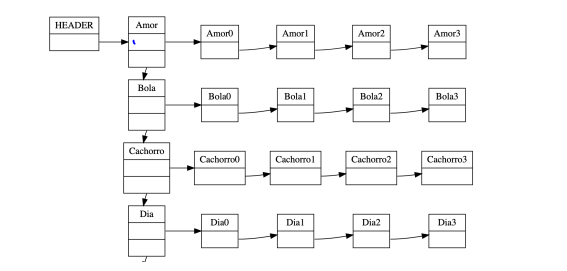 HEADER
Amor
Amor0
Amor1
Amor2
Amor3
Bola
Bola0
Bola1
Bola2
Bola3
Cachorro
Cachorro0
Cachorro1
Cachorro2
Cachorro3
Dia
Dia0
Dia1
Dia2
Dia3